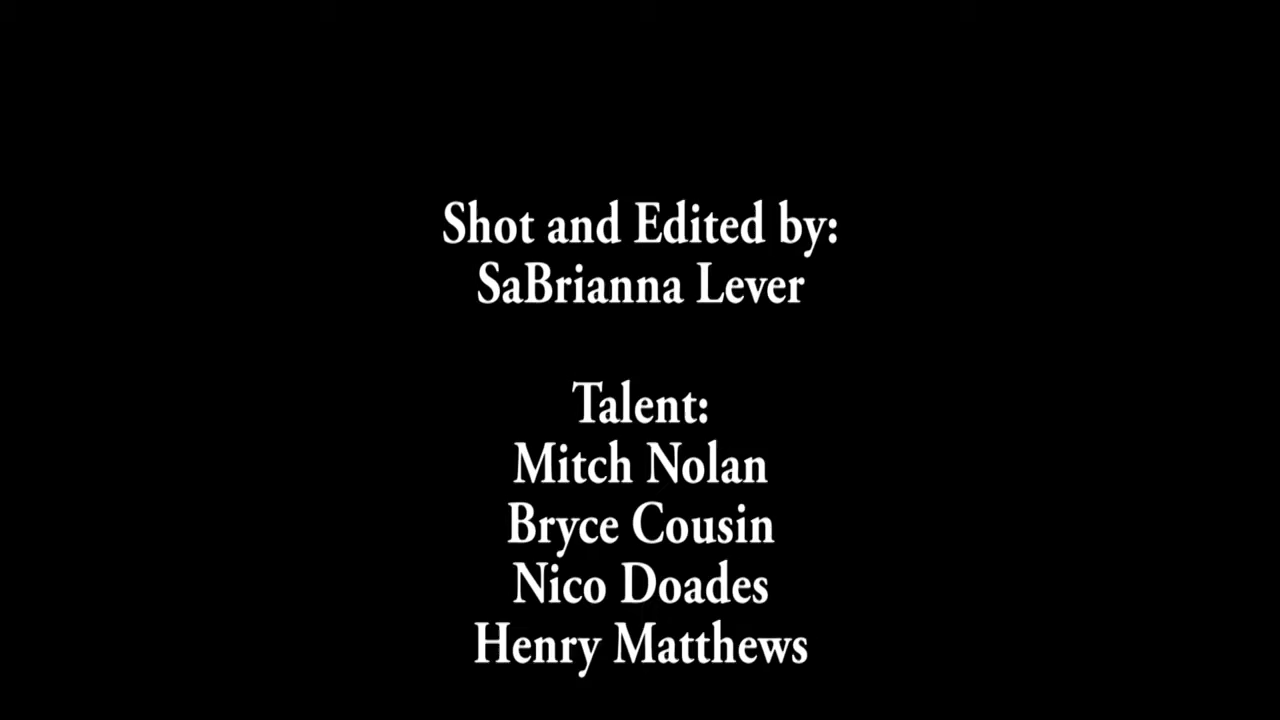 Shot and Edited by:
SaBrianna Lever
Talent:
Mitch Nolan
Bryce Cousin
Nico Doades
Henry Matthews